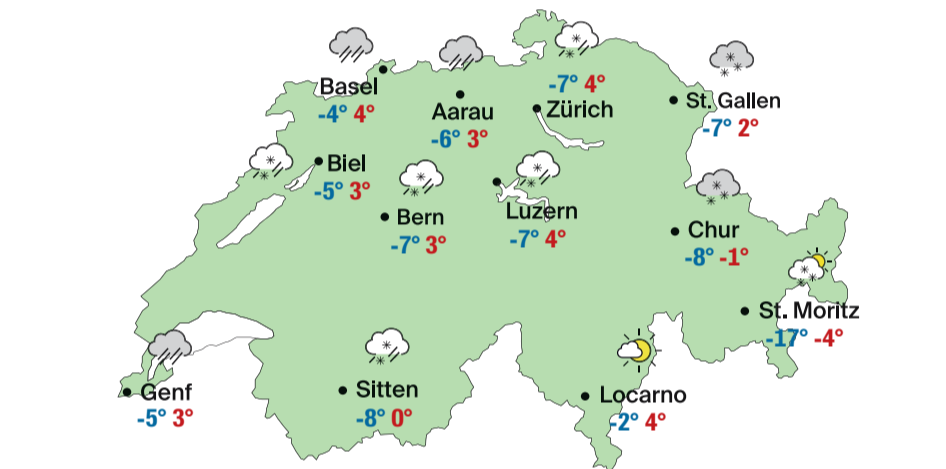 Basel
-4° 4°
Aarau
-6° 3°
-7° 4°
Zürich
St. Gallen
-7° 2°
Biel
-5° 3°
Bern
-7° 3°
Luzern
-7° 4°
Chur
-8° -1°
St. Moritz
-17° -4°
Genf
-5° 3°
Sitten
-8° 0°
Locarno
-2° 4°